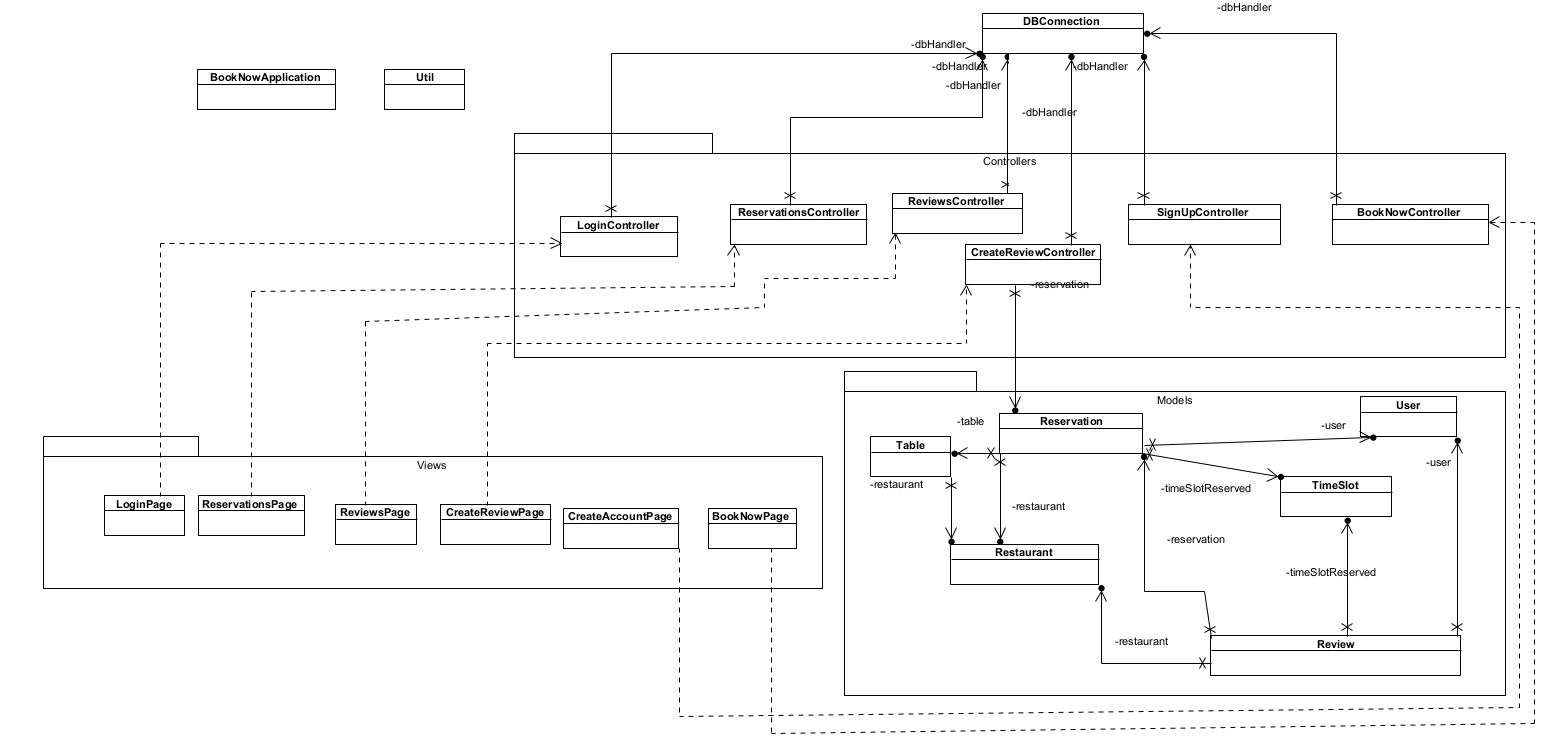 -dbHandler
DBConnection
-dbHandler
-dbHandler
-dbHandler
BookNowApplication
Util
-dbHandler
-dbHandler
Controllers
ReviewsController
ReservationsController
SignUpController
BookNowController
LoginController
CreateReviewController
-reservation
Models
User
-table
Reservation
-user
Table
Views
-user
-restaurant
TimeSlot
-timeSlotReserved
LoginPage
ReservationsPage
ReviewsPage
CreateReviewPage
CreateAccountPage
BookNowPage
-restaurant
-reservation
Restaurant
-timeSlotReserved
-restaurant
Review